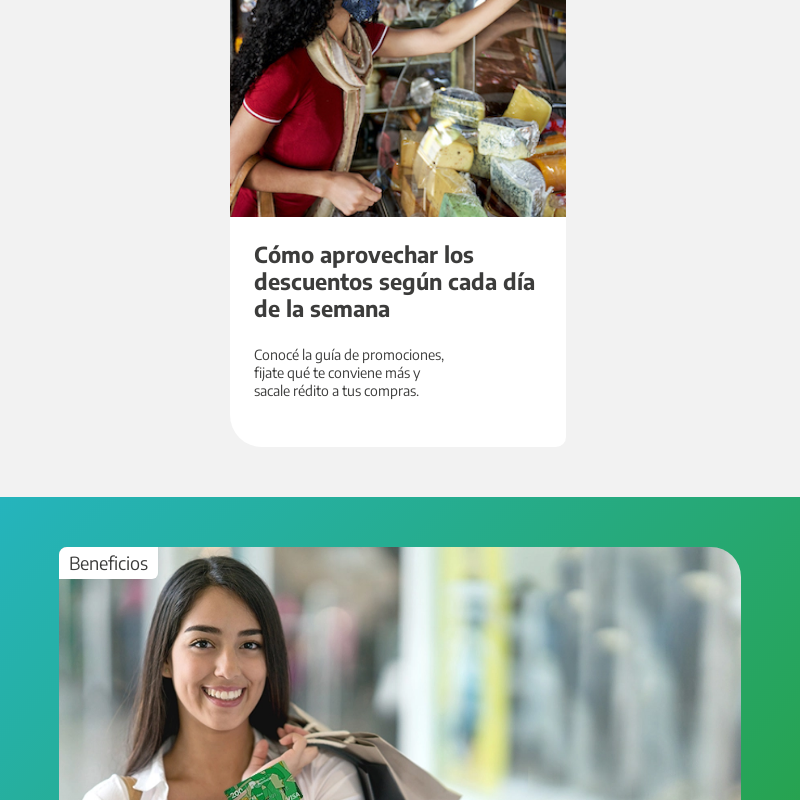 Cómo aprovechar los
descuentos según cada día
de la semana
Conocé la guía de promociones,
fijate qué te conviene más y
sacale rédito a tus compras.
Beneficios
VISA